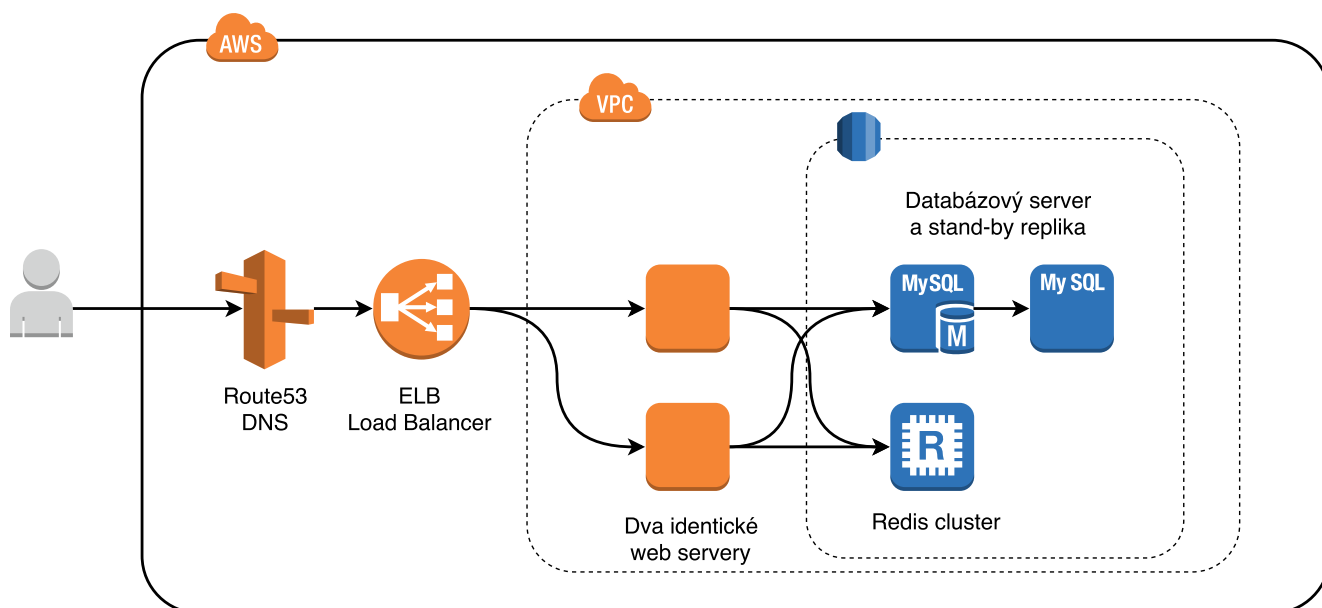 AWS
VPC
Databázový server
a stand-by replika
MySQL
M
My SQL
Route53
DNS
ELB
Load Balancer
R
Dva identické
web servery
Redis cluster